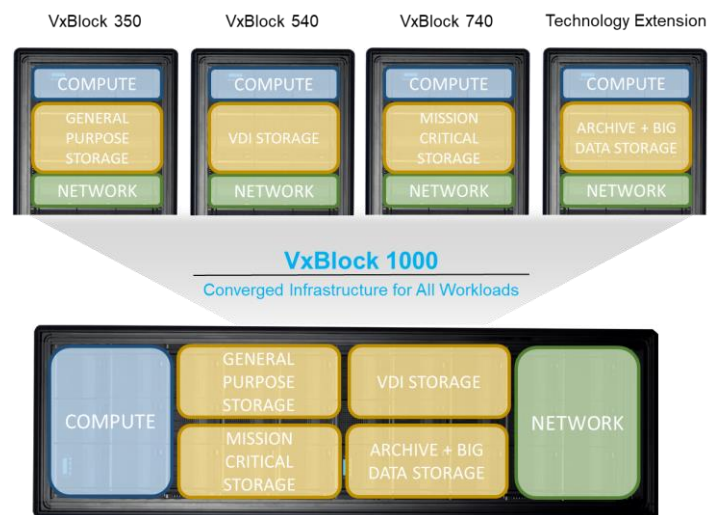 VxBlock 350
VxBlock 540
VxBlock 740
Technology Extension
COMPUTE
GENERAL
PURPOSE
STORAGE
NETWORK
COMPUTE
VDI STORAGE
NETWORK
COMPUTE
MISSION
CRITICAL
STORAGE
NETWORK
COMPUTE
ARCHIVE + BIG
DATA STORAGE
NETWORK
VxBlock 1000
Converged Infrastructure for All Workloads
COMPUTE
GENERAL
PURPOSE
STORAGE
VDI STORAGE
MISSION
CRITICAL
STORAGE
ARCHIVE + BIG
DATA STORAGE
NETWORK